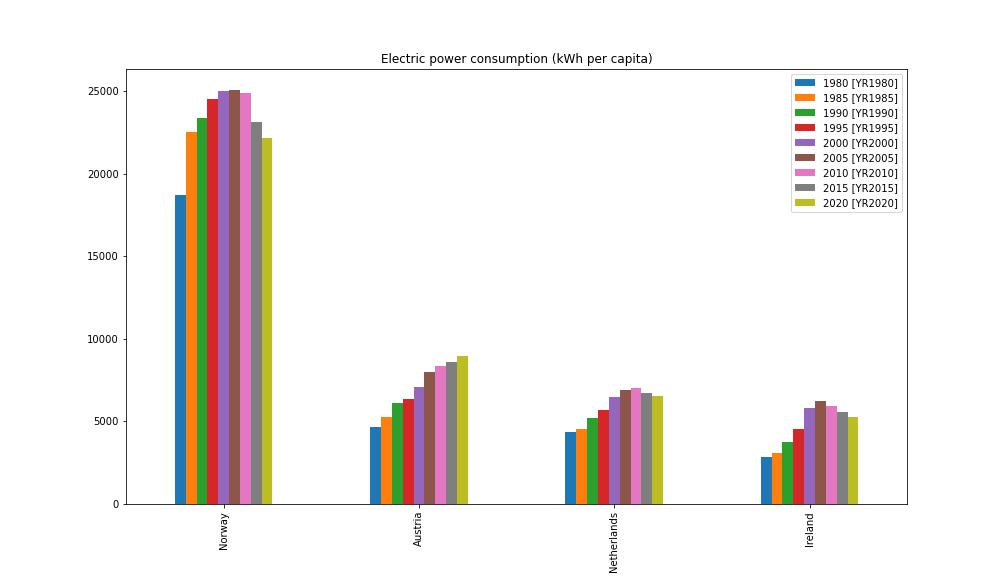 Electric power consumption (kWh per capita)
25000
20000
15000
10000
5000
0
1980 [YR1980]
1985 [YR1985]
1990 [YR1990]
1995 [YR1995]
2000 [YR2000]
2005 [YR2005]
2010 [YR2010]
2015 [YR2015]
2020 [YR2020]
Norway
Austria
Netherlands
Ireland